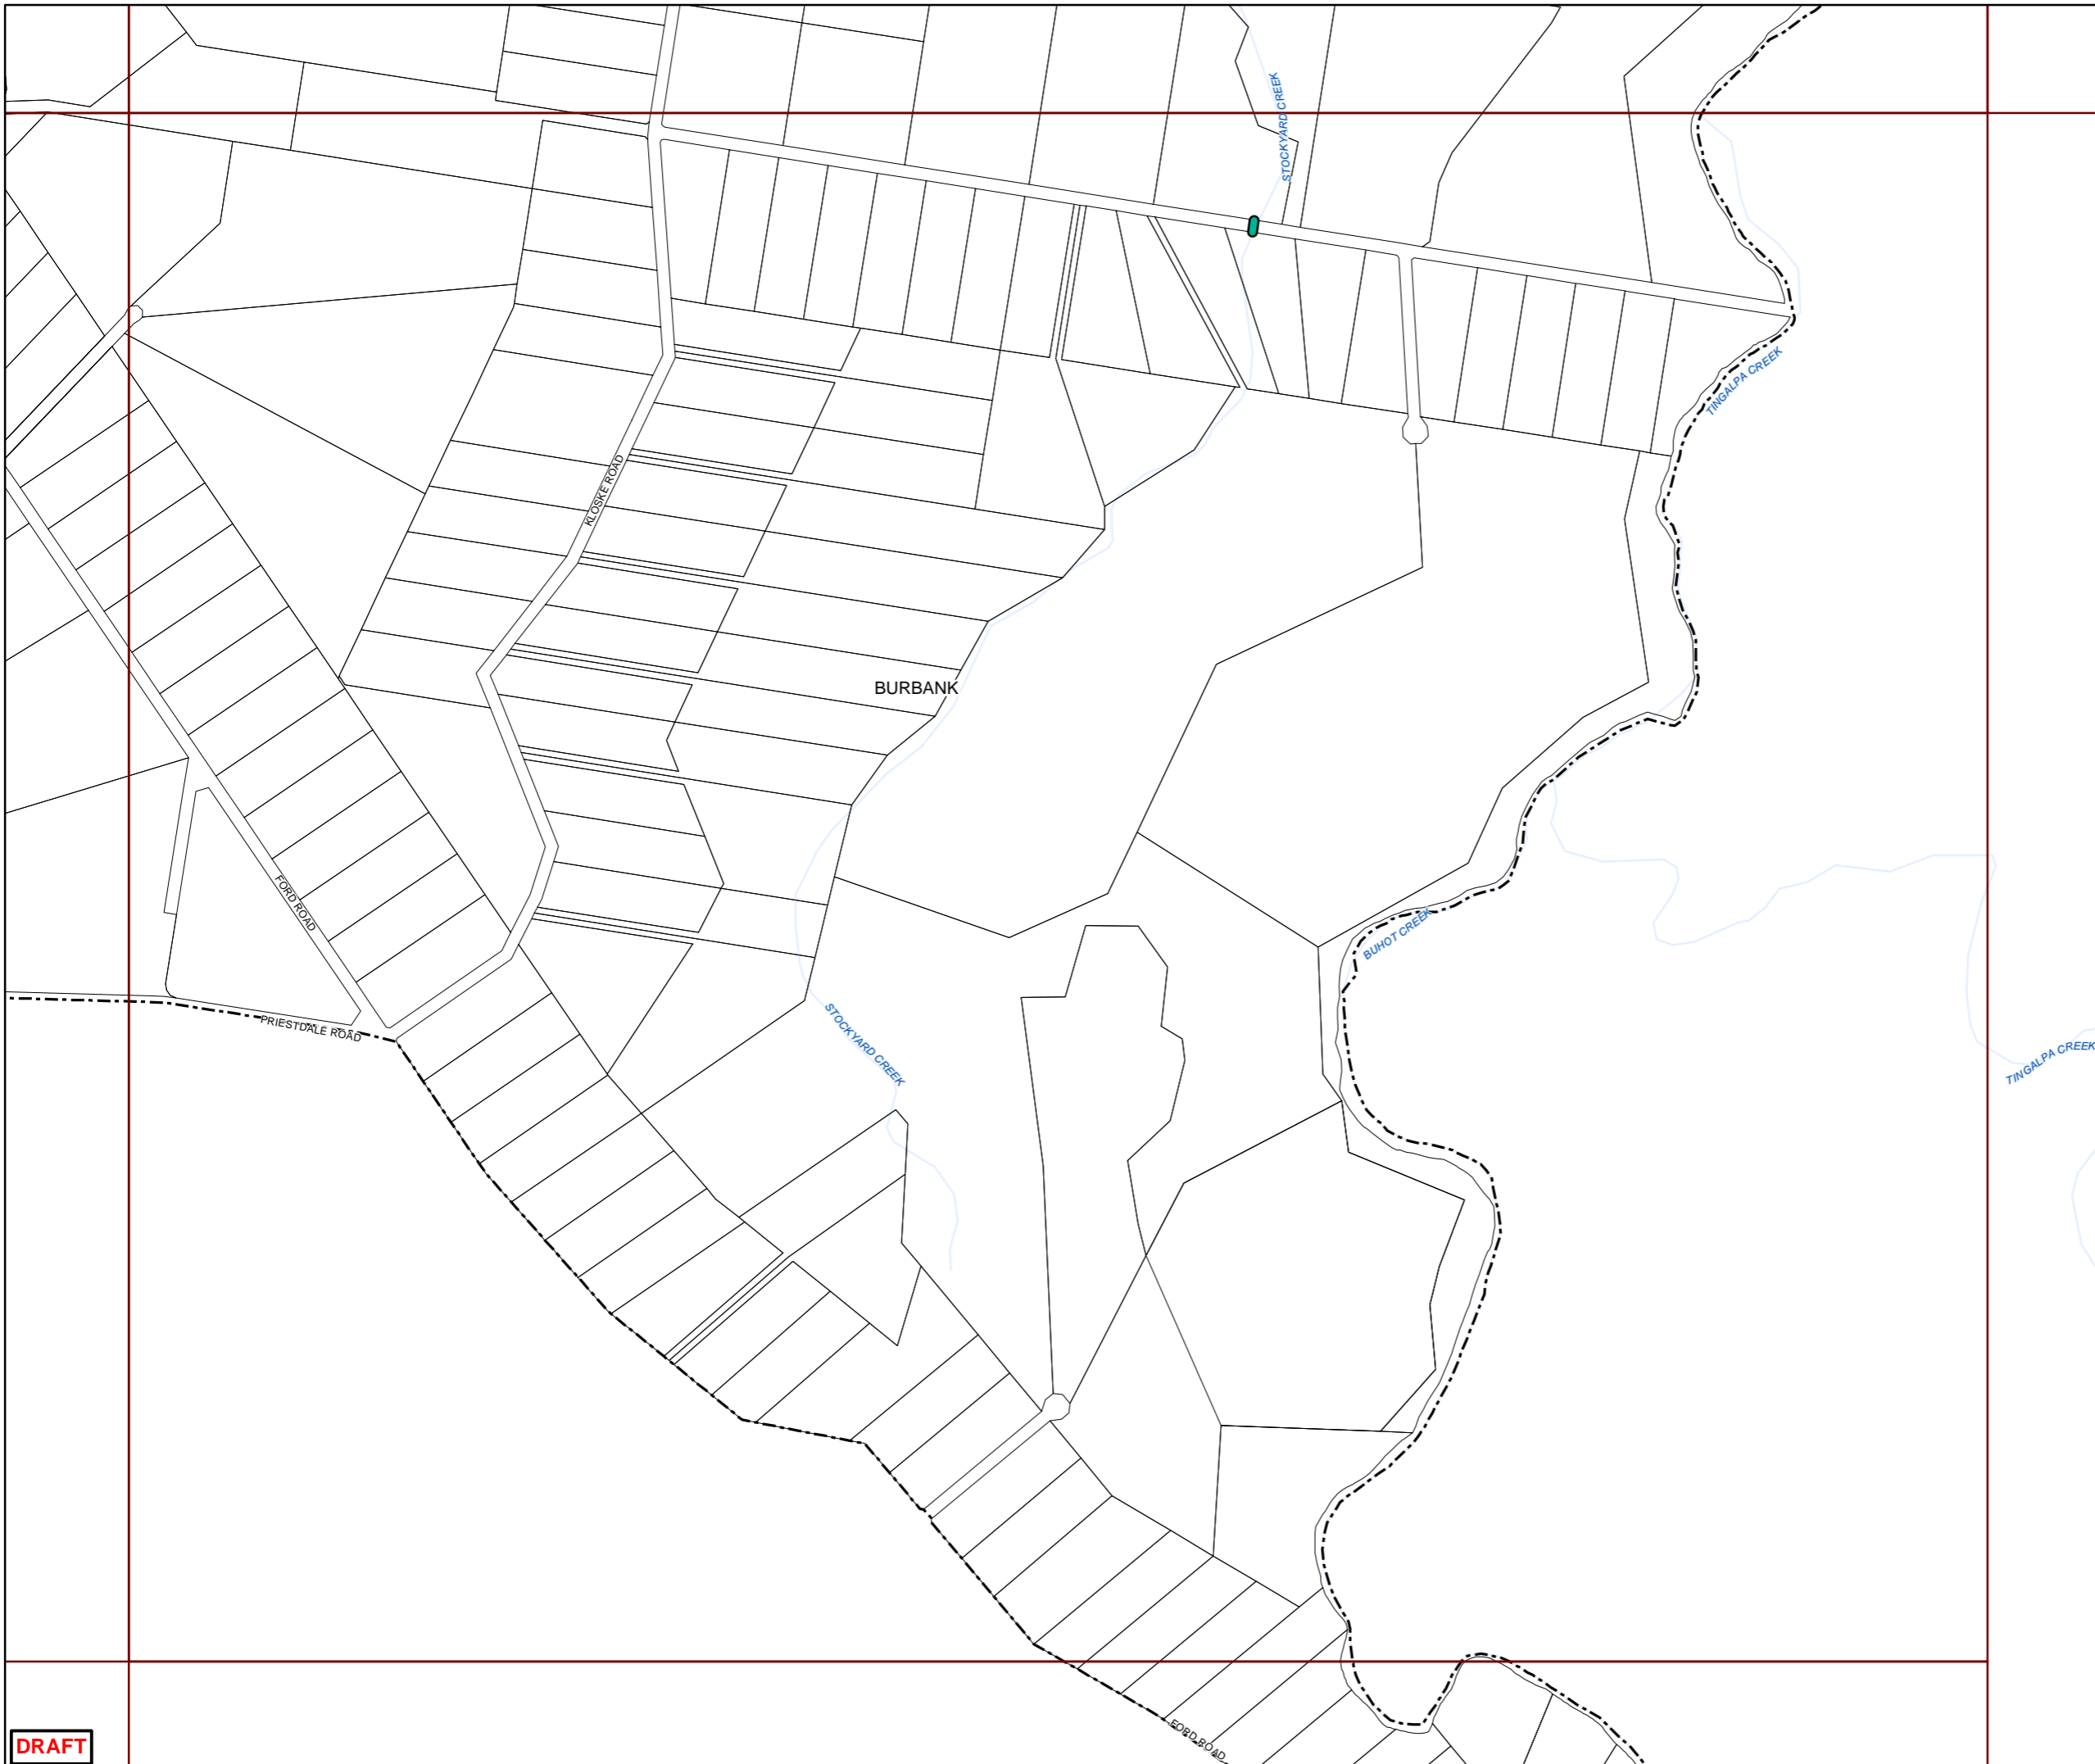 STOCKYARD CREEK
TINGALPA CREEK
KLOSKE ROAD
BURBANK
FORD ROAD
BUHOT CREEK
PRIESTDALE ROAD
STOCKYARD CREEK
TINGALPA CREEK
FORD ROAD
DRAFT